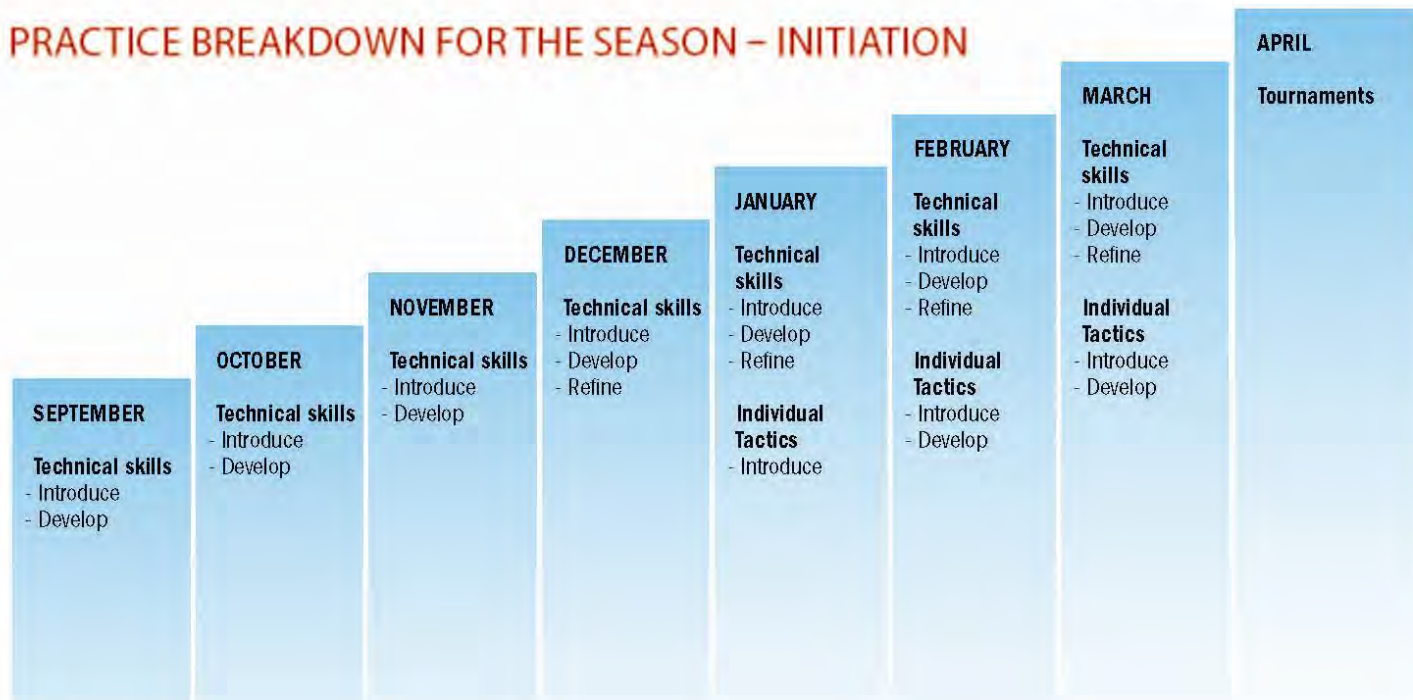 PRACTICE BREAKDOWN FOR THE SEASON – INITIATION
SEPTEMBER
Technical skills
- Introduce
- Develop
OCTOBER
Technical skills
- Introduce
- Develop
NOVEMBER
Technical skills
- Introduce
- Develop
DECEMBER
Technical skills
- Introduce
- Develop
- Refine
JANUARY
Technical
skills
- Introduce
- Develop
- Refine
Individual
Tactics
- Introduce
FEBRUARY
Technical
skills
- Introduce
- Develop
- Refine
Individual
Tactics
- Introduce
- Develop
MARCH
Technical
skills
- Introduce
- Develop
- Refine
Individual
Tactics
- Introduce
- Develop
APRIL
Tournaments